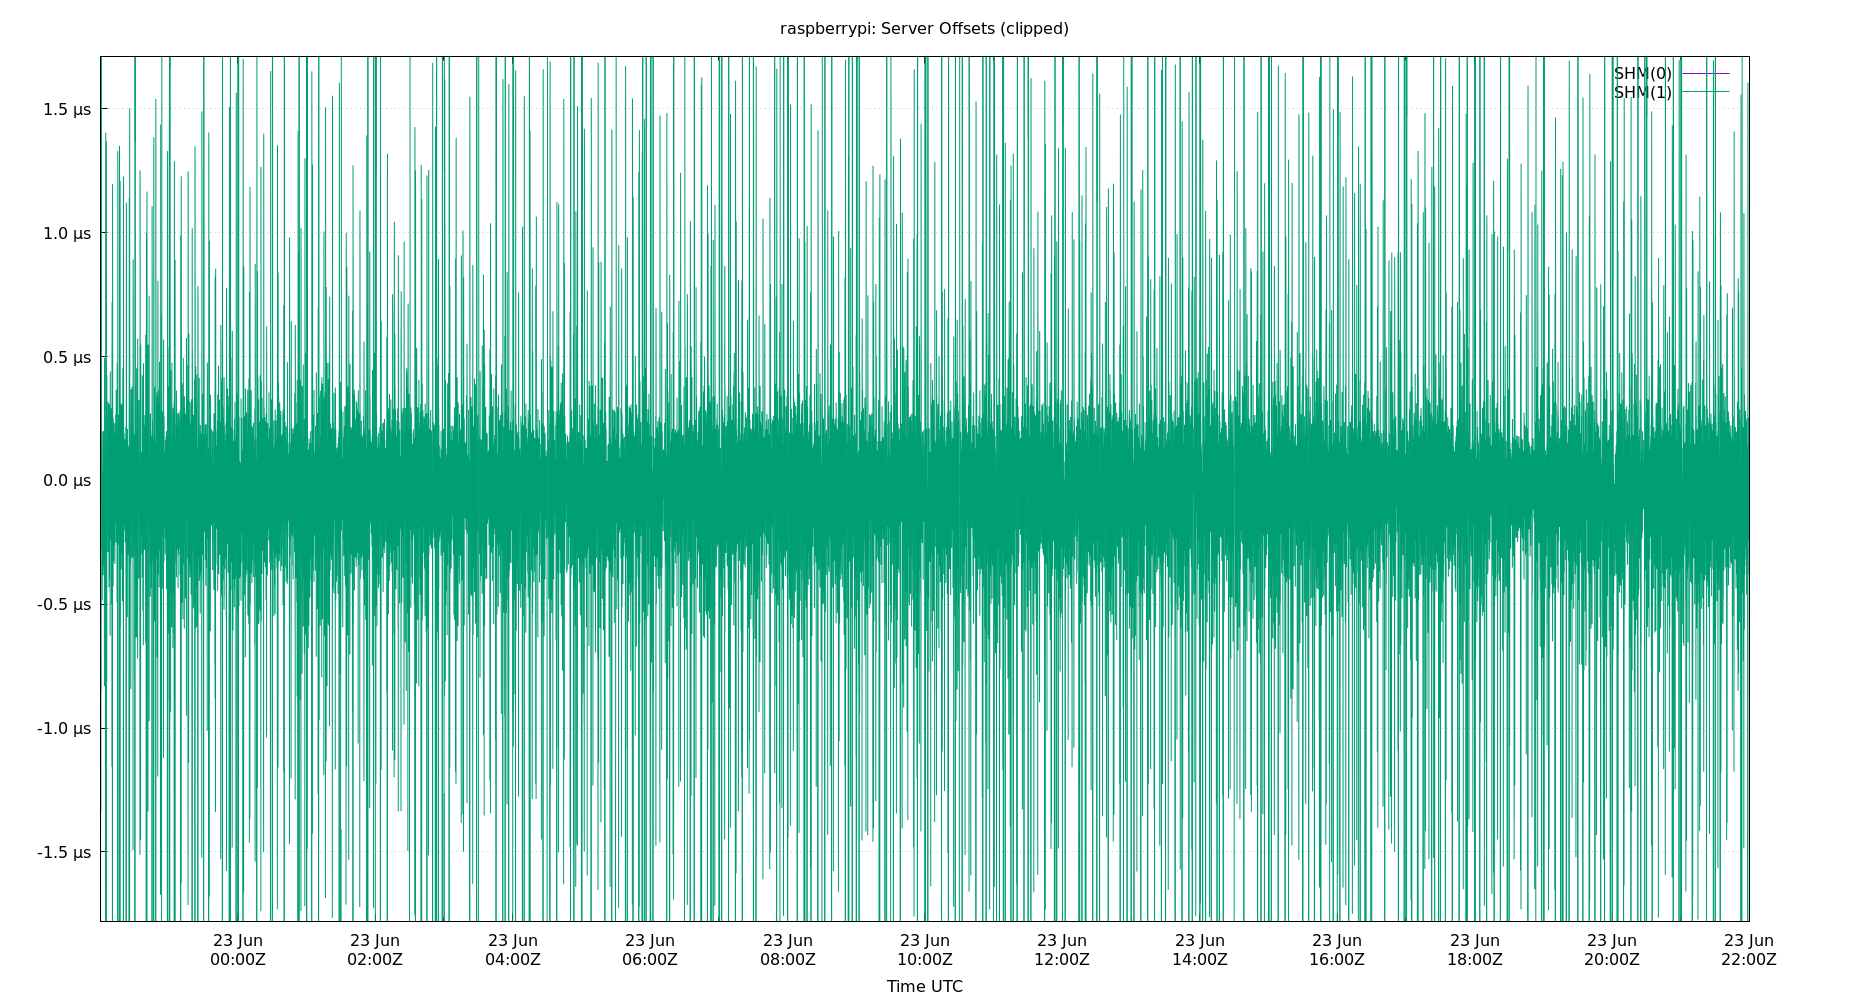 raspberrypi: Server Offsets (clipped)
SHM(0)
SHM(1)
1.5 µs
1.0 µs
0.5 µs
0.0 µs
-0.5 µs
-1.0 µs
-1.5 µs
23 Jun 23 Jun 23 Jun 23 Jun 23 Jun 23 Jun 23 Jun 23 Jun 23 Jun 23 Jun 23 Jun 23 Jun
00:00Z 02:00Z 04:00Z 06:00Z 08:00Z 10:00Z 12:00Z 14:00Z 16:00Z 18:00Z 20:00Z 22:00Z
Time UTC